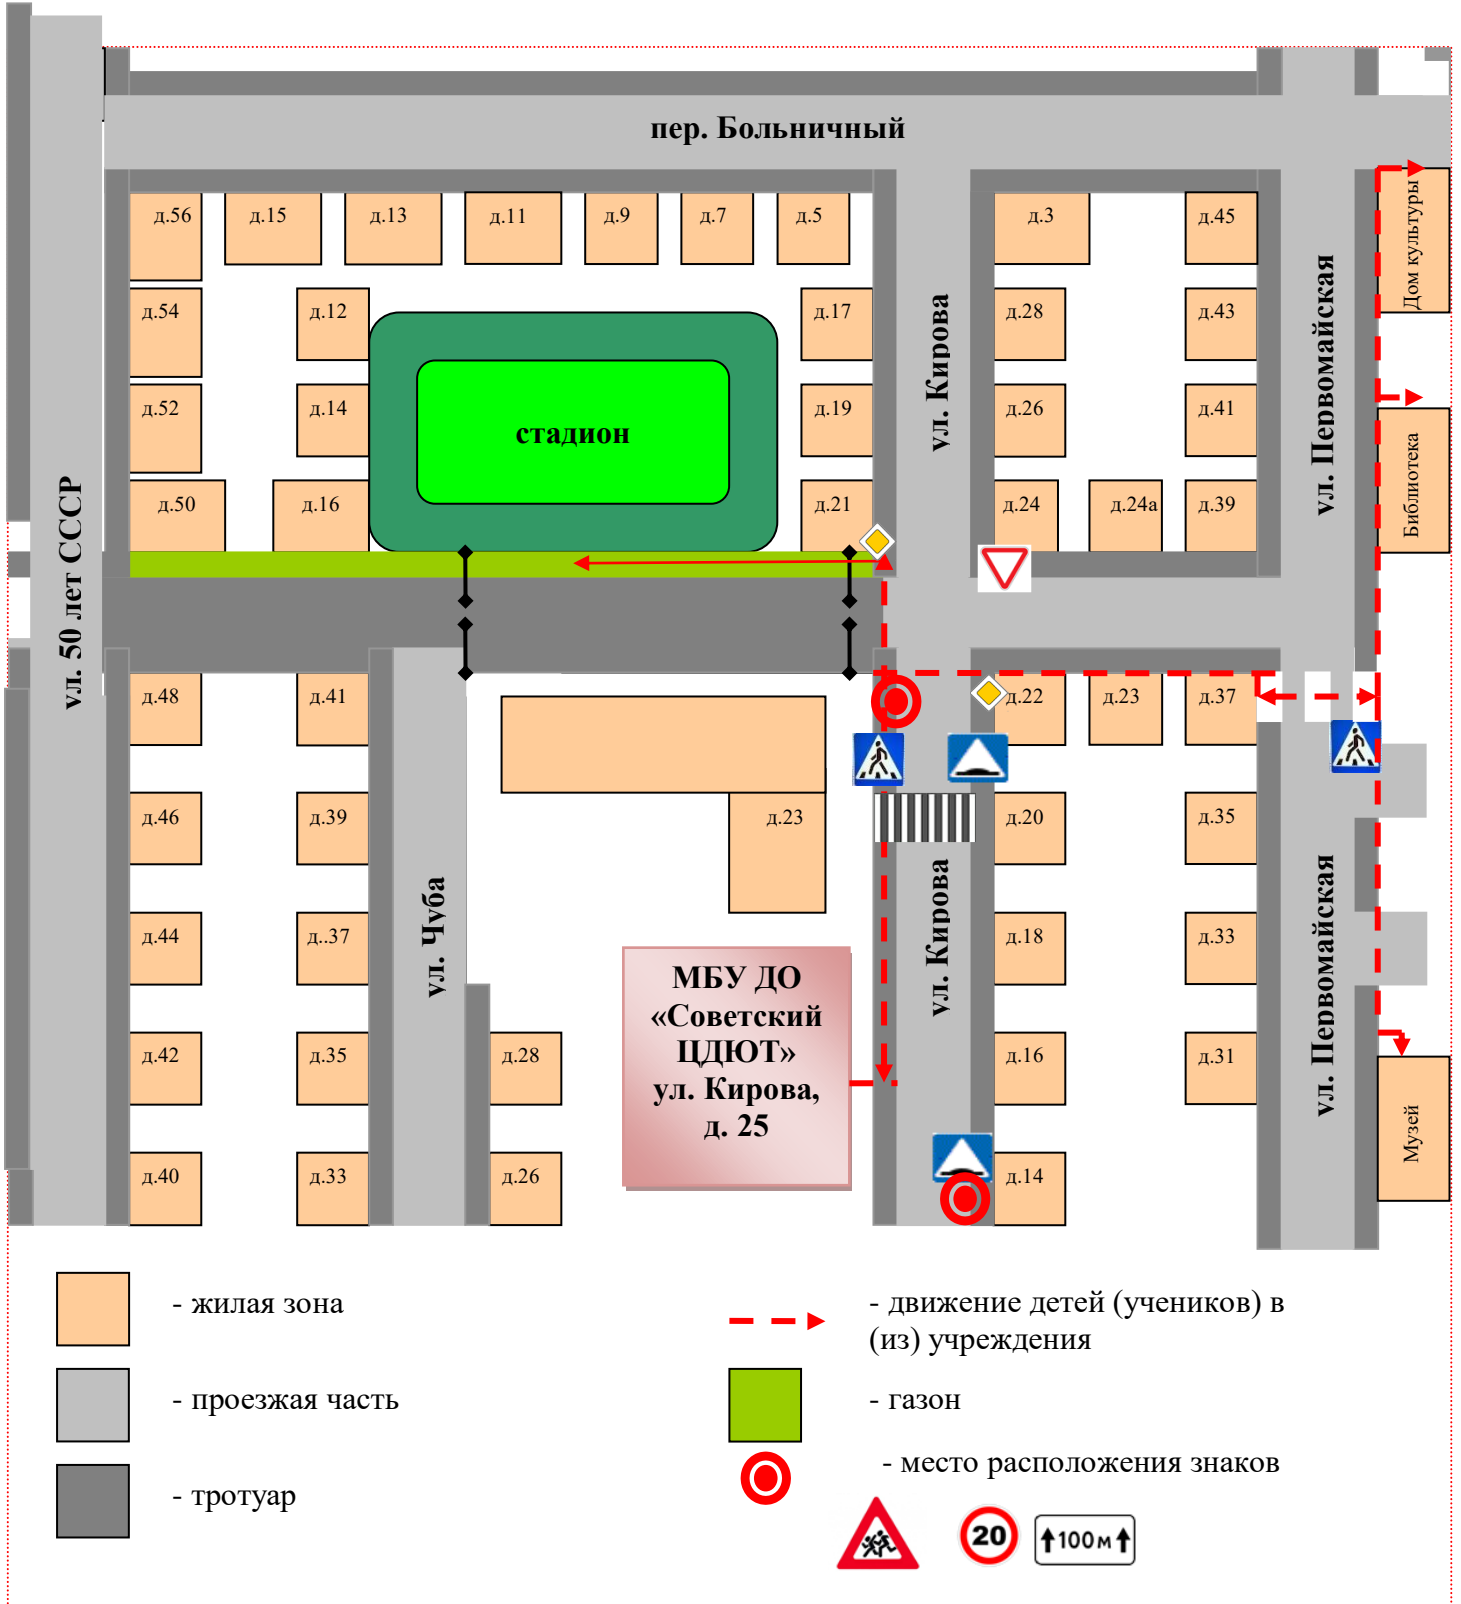 пер. Больничный
д.56
д.15
д.13
д.11
д.9
д.7
д.5
д.3
д.45
Дом культуры
д.54
д.12
д.17
ул. Кирова
д.28
д.43
ул. Первомайская
д.52
д.14
стадион
д.19
д.26
д.41
ул. 50 лет СССР
д.50
д.16
д.21
д.24
д.24а
д.39
Библиотека
д.48
д.41
д.22
д.23
д.37
д.46
д.39
д.23
д.20
д.35
ул. Чуба
ул. Кирова
ул. Первомайская
д.44
д..37
д.18
д.33
МБУ ДО
«Советский
ЦДЮТ»
ул. Кирова,
д. 25
д.42
д.35
д.28
д.16
д.31
Музей
д.40
д.33
д.26
д.14
- жилая зона
- движение детей (учеников) в
(из) учреждения
- проезжая часть
- газон
- тротуар
- место расположения знаков
20
100м